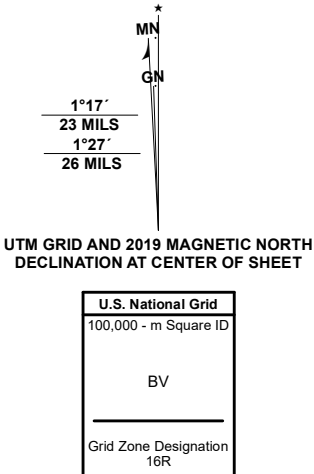 ★
MN
GN
1°17´
23 MILS
1°27´
26 MILS
UTM GRID AND 2019 MAGNETIC NORTH
DECLINATION AT CENTER OF SHEET
U.S. National Grid
100,000 - m Square ID
BV
Grid Zone Designation
16R